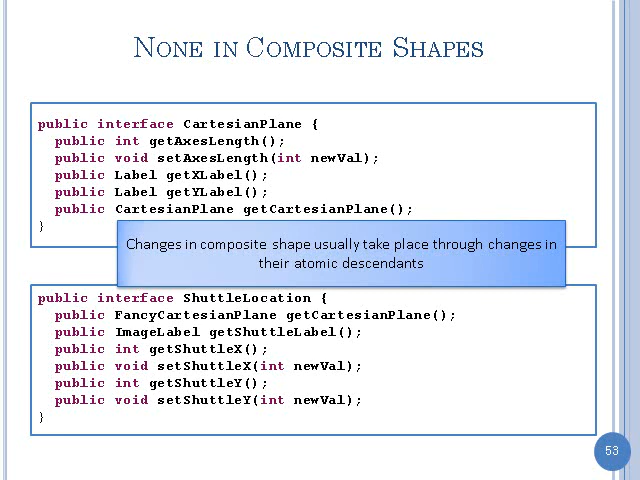 NONE IN COMPOSITE SHAPES
public interface CartesianPlane {
public int getAxesLength();
public void setAxesLength(int newVal);
public Label getXLabel();
public Label getYLabel();
public CartesianPlane getCartesianPlane();
}
Changes in composite shape usually take place through changes in
their atomic descendants
public interface ShuttleLocation {
public FancyCartesianPlane getCartesianPlane();
public ImageLabel getShuttleLabel();
public int getShuttleX();
public void setShuttleX(int newVal);
public int getShuttleY();
public void setShuttleY(int newVal);
}
53